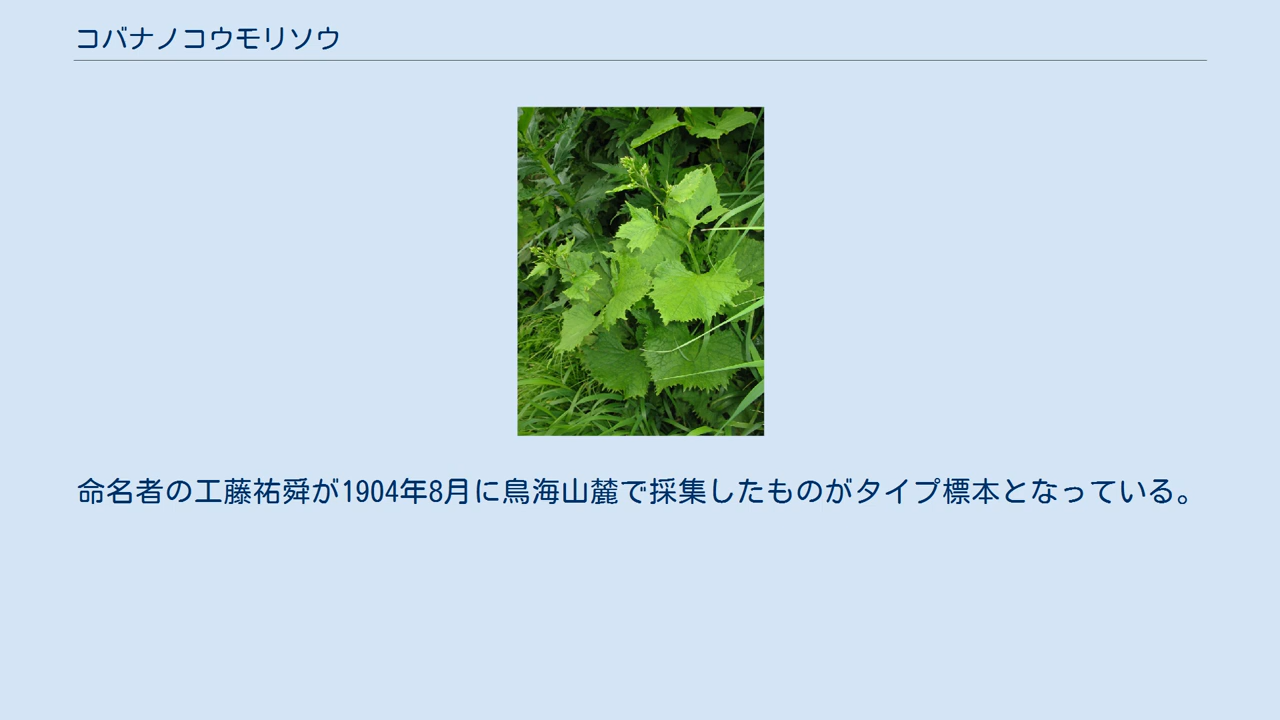 コバナノコウモリソウ
命名者の工藤祐舜が1904年8月に鳥海山麓で採集したものがタイプ標本となっている。